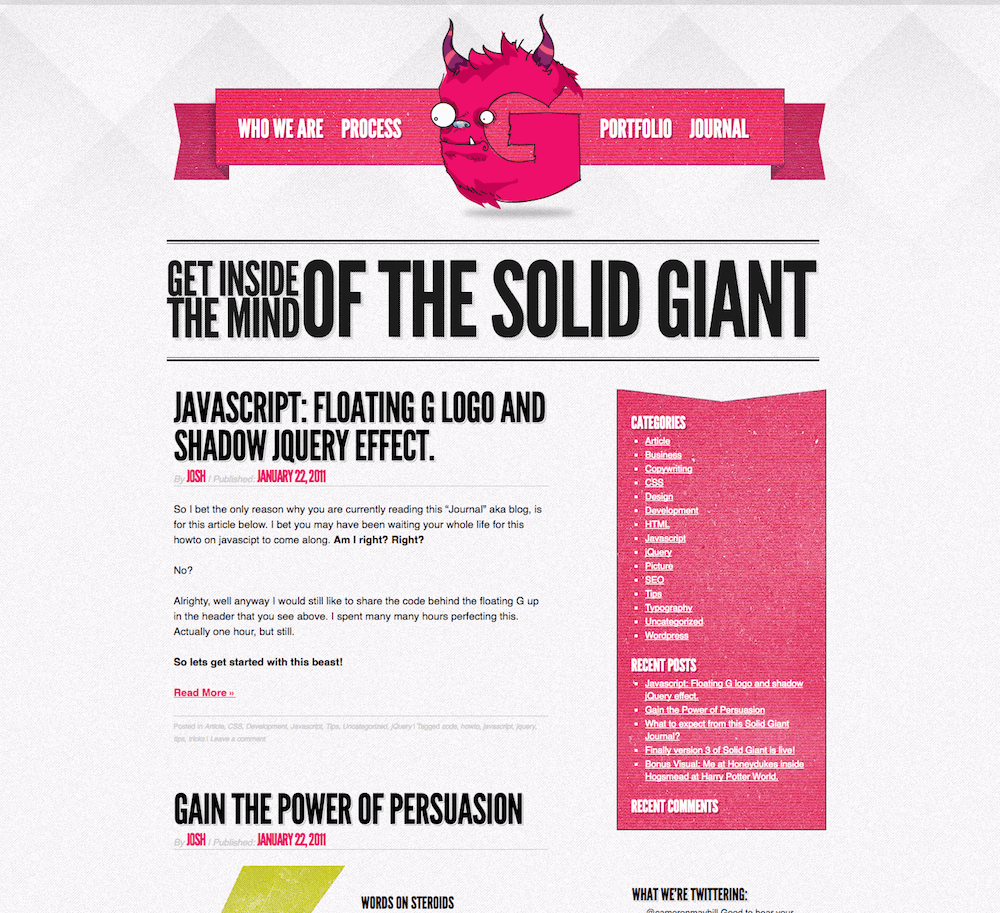 WHO WE ARE PROCESS G PORTFOLIO JOURNAL
GET INSIDE
THE MIND OF THE SOLID GIANT
JAVASCRIPT: FLOATING G LOGO AND
SHADOW JQUERY EFFECT.
By JOSH | Published: JANUARY 22, 2011
So I bet the only reason why you are currently reading this “Journal” aka blog, is
for this article below. I bet you may have been waiting your whole life for this
howto on javascipt to come along. Am I right? Right?
No?
Alrighty, well anyway I would still like to share the code behind the floating G up
in the header that you see above. I spent many many hours perfecting this.
Actually one hour, but still.
So lets get started with this beast!
Read More »
Posted in Article, CSS, Development, Javascript, Tips, Uncategorized, jQuery | Tagged code, howto, javascript, jquery,
tips, tricks | Leave a comment
GAIN THE POWER OF PERSUASION
By JOSH | Published: JANUARY 22, 2011
WORDS ON STEROIDS
CATEGORIES
Article
Business
Copywriting
CSS
Design
Development
HTML
Javascript
jQuery
Picture
SEO
Tips
Typography
Uncategorized
Wordpress
RECENT POSTS
Javascript: Floating G logo and shadow
jQuery effect.
Gain the Power of Persuasion
What to expect from this Solid Giant
Journal?
Finally version 3 of Solid Giant is live!
Bonus Visual: Me at Honeydukes inside
Hogsmead at Harry Potter World.
RECENT COMMENTS
WHAT WE'RE TWITTERING:
@cameronmayhill Good to hear your